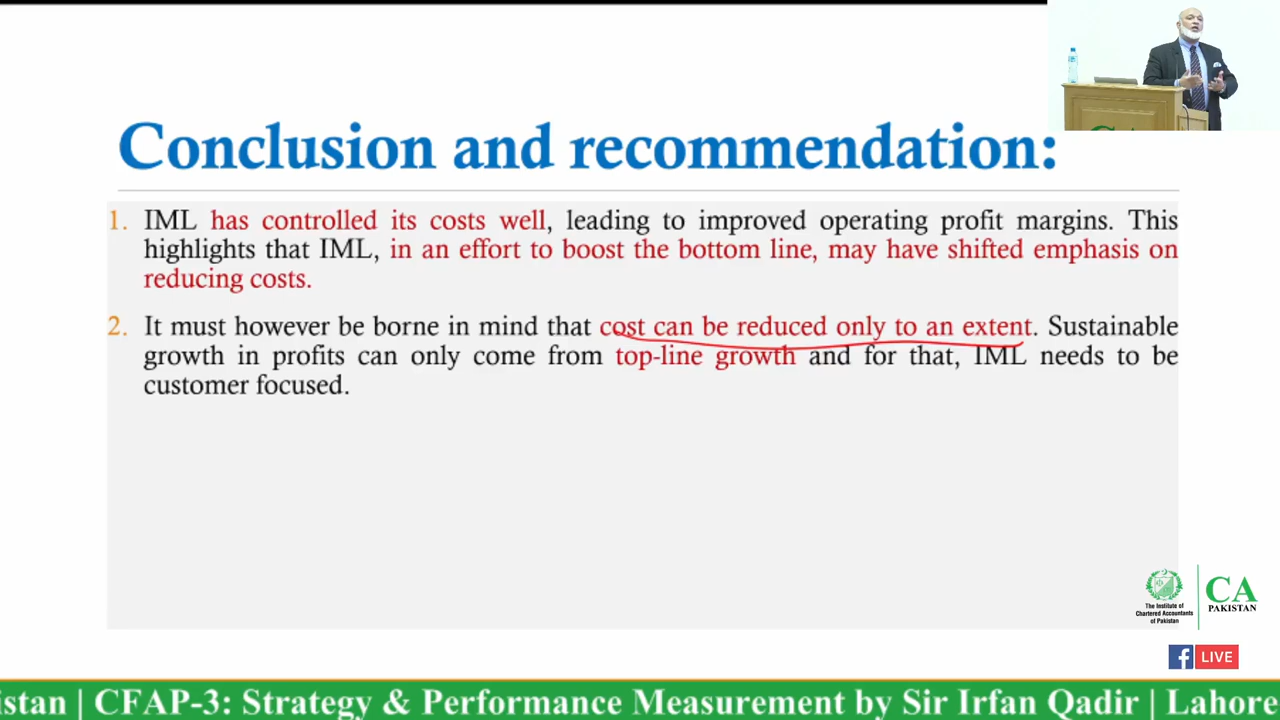 Conclusion and recommendation:
1. IML has controlled its costs well, leading to improved operating profit margins. This
highlights that IML, in an effort to boost the bottom line, may have shifted emphasis on
reducing costs.
2. It must however be borne in mind that cost can be reduced only to an extent. Sustainable
growth in profits can only come from top-line growth and for that, IML needs to be
customer focused.
The Institute of
Chartered Accountants
of Pakistan
CA
PAKISTAN
f LIVE
istan | CFAP-3: Strategy & Performance Measurement by Sir Irfan Qadir | Lahore